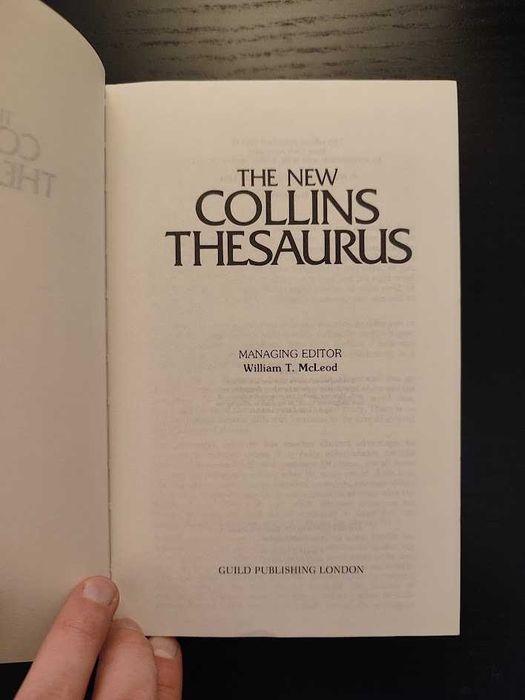 THE NEW
COLLINS
THESAURUS
MANAGING EDITOR
William T. McLeod
GUILD PUBLISHING LONDON